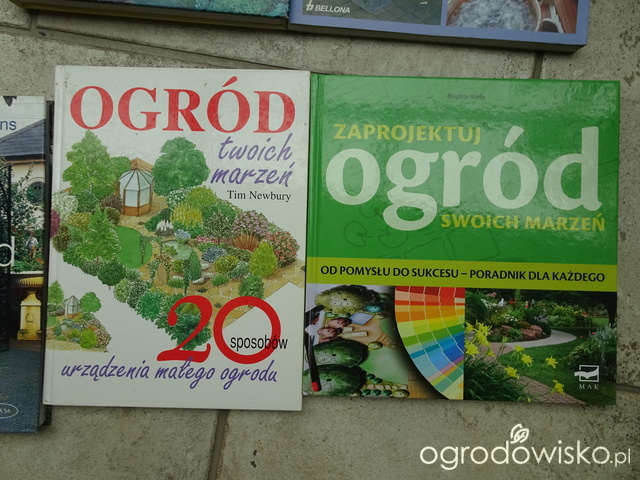 BELLONA
ns
d
OGRÓD
twoich
marzeń
Tim Newbury
20
sposobów
urządzenia małego ogrodu
ZAPROJEKTUJ
ogród
SWOICH MARZEŃ
OD POMYSŁU DO SUKCESU – PORADNIK DLA KAŻDEGO
MAK
ogrodowisko.pl